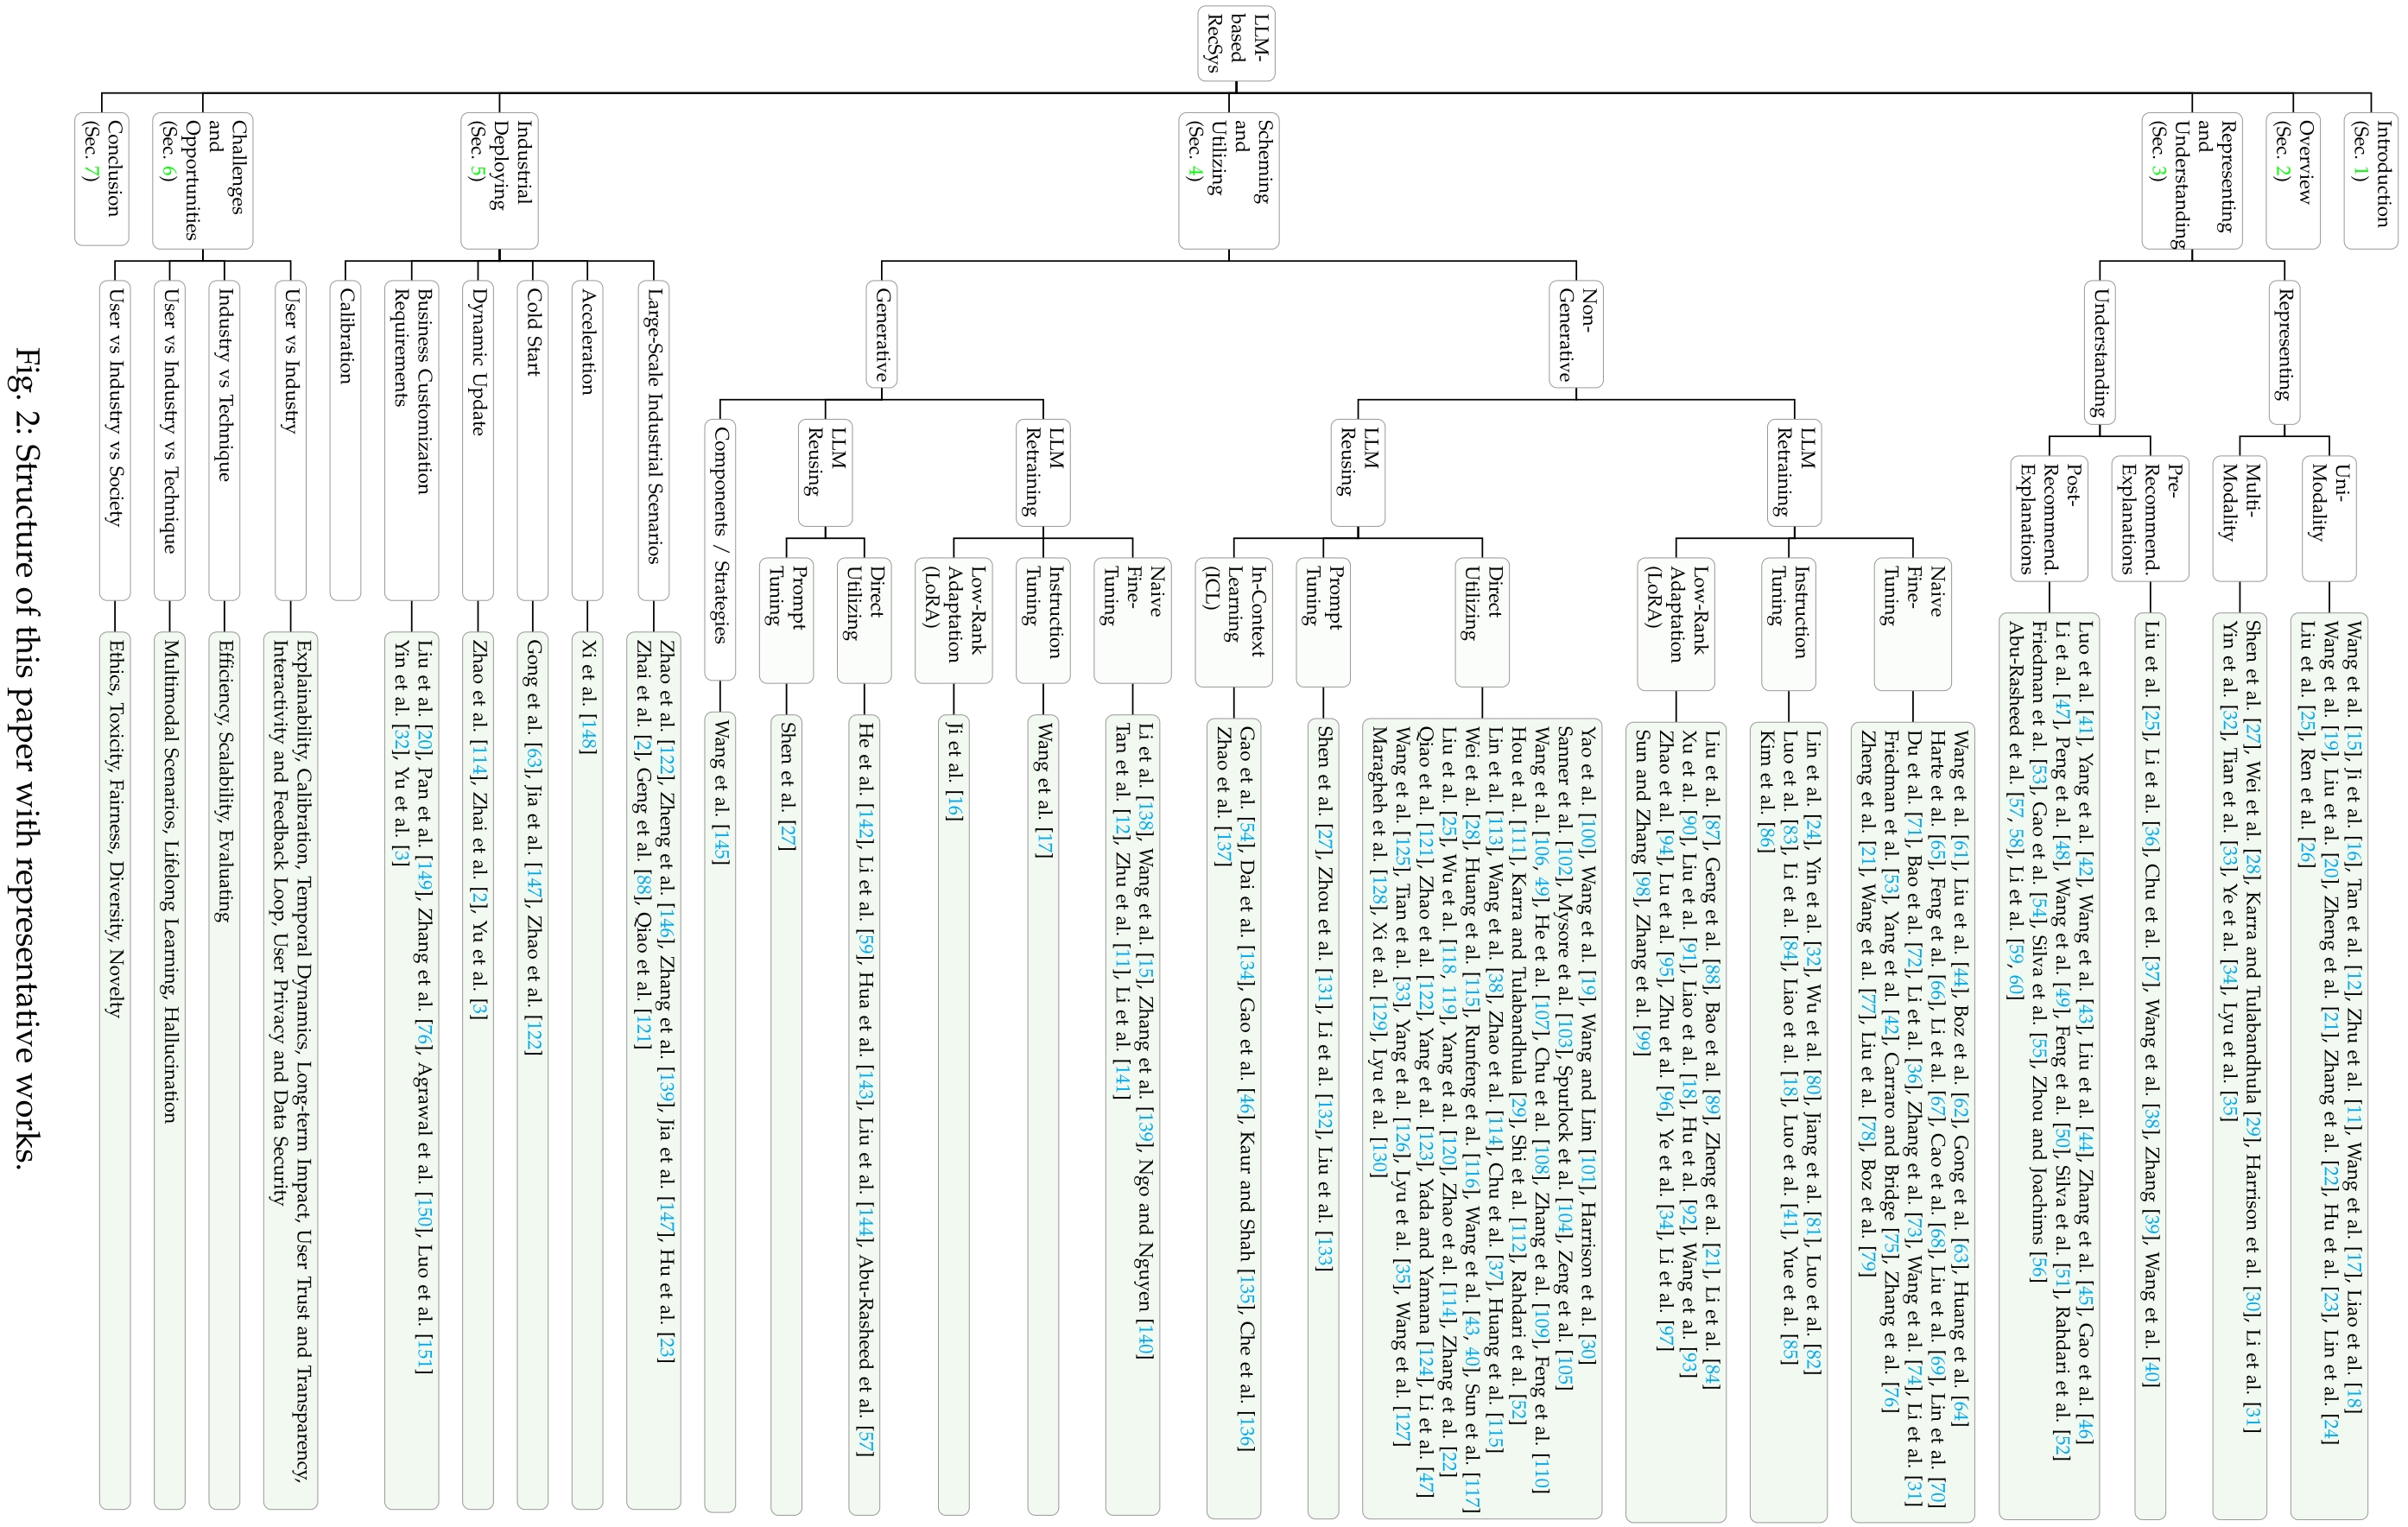 LLM-
based
RecSys
Introduction
(Sec. 1)
Overview
(Sec. 2)
Representing
and
Understanding
(Sec. 3)
Representing
Uni-
Modality
Wang et al. [15], Ji et al. [16], Tan et al. [12], Zhu et al. [11], Wang et al. [17], Liao et al. [18]
Wang et al. [19], Liu et al. [20], Zheng et al. [21], Zhang et al. [22], Hu et al. [23], Lin et al. [24]
Liu et al. [25], Ren et al. [26]
Multi-
Modality
Shen et al. [27], Wei et al. [28], Karra and Tulabandhula [29], Harrison et al. [30], Li et al. [31]
Yin et al. [32], Tian et al. [33], Ye et al. [34], Lyu et al. [35]
Understanding
Pre-
Recommend.
Explanations
Liu et al. [25], Li et al. [36], Chu et al. [37], Wang et al. [38], Zhang [39], Wang et al. [40]
Post-
Recommend.
Explanations
Luo et al. [41], Yang et al. [42], Wang et al. [43], Liu et al. [44], Zhang et al. [45], Gao et al. [46]
Li et al. [47], Peng et al. [48], Wang et al. [49], Feng et al. [50], Silva et al. [51], Rahdari et al. [52]
Friedman et al. [53], Gao et al. [54], Silva et al. [55], Zhou and Joachims [56]
Abu-Rasheed et al. [57, 58], Li et al. [59, 60]
Scheming
and
Utilizing
(Sec. 4)
Non-
Generative
LLM
Retraining
Naive
Fine-
Tuning
Wang et al. [61], Liu et al. [44], Boz et al. [62], Gong et al. [63], Huang et al. [64]
Harte et al. [65], Feng et al. [66], Li et al. [67], Cao et al. [68], Liu et al. [69], Lin et al. [70]
Du et al. [71], Bao et al. [72], Li et al. [36], Zhang et al. [73], Wang et al. [74], Li et al. [31]
Friedman et al. [53], Yang et al. [42], Carraro and Bridge [75], Zhang et al. [76]
Zheng et al. [21], Wang et al. [77], Liu et al. [78], Boz et al. [79]
Instruction
Tuning
Lin et al. [24], Yin et al. [32], Wu et al. [80], Jiang et al. [81], Luo et al. [82]
Luo et al. [83], Li et al. [84], Liao et al. [18], Luo et al. [41], Yue et al. [85]
Kim et al. [86]
Low-Rank
Adaptation
(LoRA)
Liu et al. [87], Geng et al. [88], Bao et al. [89], Zheng et al. [21], Li et al. [84]
Xu et al. [90], Liu et al. [91], Liao et al. [18], Hu et al. [92], Wang et al. [93]
Zhao et al. [94], Lu et al. [95], Zhu et al. [96], Ye et al. [34], Li et al. [97]
Sun and Zhang [98], Zhang et al. [99]
LLM
Reusing
Direct
Utilizing
Yao et al. [100], Wang et al. [19], Wang and Lim [101], Harrison et al. [30]
Sanner et al. [102], Mysore et al. [103], Spurlock et al. [104], Zeng et al. [105]
Wang et al. [106, 49], He et al. [107], Chu et al. [108], Zhang et al. [109], Feng et al. [110]
Hou et al. [111], Karra and Tulabandhula [29], Shi et al. [112], Rahdari et al. [52]
Lin et al. [113], Wang et al. [38], Zhao et al. [114], Chu et al. [37], Huang et al. [115]
Wei et al. [28], Huang et al. [115], Runfeng et al. [116], Wang et al. [43, 40], Sun et al. [117]
Liu et al. [25], Wu et al. [118, 119], Yang et al. [120], Zhao et al. [114], Zhang et al. [22]
Qiao et al. [121], Zhao et al. [122], Yang et al. [123], Yada and Yamana [124], Li et al. [47]
Wang et al. [125], Tian et al. [33], Yang et al. [126], Lyu et al. [35], Wang et al. [127]
Maragheh et al. [128], Xi et al. [129], Lyu et al. [130]
Prompt
Tuning
Shen et al. [27], Zhou et al. [131], Li et al. [132], Liu et al. [133]
In-Context
Learning
(ICL)
Gao et al. [54], Dai et al. [134], Gao et al. [46], Kaur and Shah [135], Che et al. [136]
Zhao et al. [137]
Generative
LLM
Retraining
Naive
Fine-
Tuning
Li et al. [138], Wang et al. [15], Zhang et al. [139], Ngo and Nguyen [140]
Tan et al. [12], Zhu et al. [11], Li et al. [141]
Instruction
Tuning
Wang et al. [17]
Low-Rank
Adaptation
(LoRA)
Ji et al. [16]
LLM
Reusing
Direct
Utilizing
He et al. [142], Li et al. [59], Hua et al. [143], Liu et al. [144], Abu-Rasheed et al. [57]
Prompt
Tuning
Shen et al. [27]
Components / Strategies
Wang et al. [145]
Industrial
Deploying
(Sec. 5)
Large-Scale Industrial Scenarios
Zhao et al. [122], Zheng et al. [146], Zhang et al. [139], Jia et al. [147], Hu et al. [23]
Zhai et al. [2], Geng et al. [88], Qiao et al. [121]
Acceleration
Xi et al. [148]
Cold Start
Gong et al. [63], Jia et al. [147], Zhao et al. [122]
Dynamic Update
Zhao et al. [114], Zhai et al. [2], Yu et al. [3]
Business Customization
Requirements
Liu et al. [20], Pan et al. [149], Zhang et al. [76], Agrawal et al. [150], Luo et al. [151]
Yin et al. [32], Yu et al. [3]
Calibration
Challenges
and
Opportunities
(Sec. 6)
User vs Industry
Explainability, Calibration, Temporal Dynamics, Long-term Impact, User Trust and Transparency,
Interactivity and Feedback Loop, User Privacy and Data Security
Industry vs Technique
Efficiency, Scalability, Evaluating
User vs Industry vs Technique
Multimodal Scenarios, Lifelong Learning, Hallucination
User vs Industry vs Society
Ethics, Toxicity, Fairness, Diversity, Novelty
Conclusion
(Sec. 7)
Fig. 2: Structure of this paper with representative works.